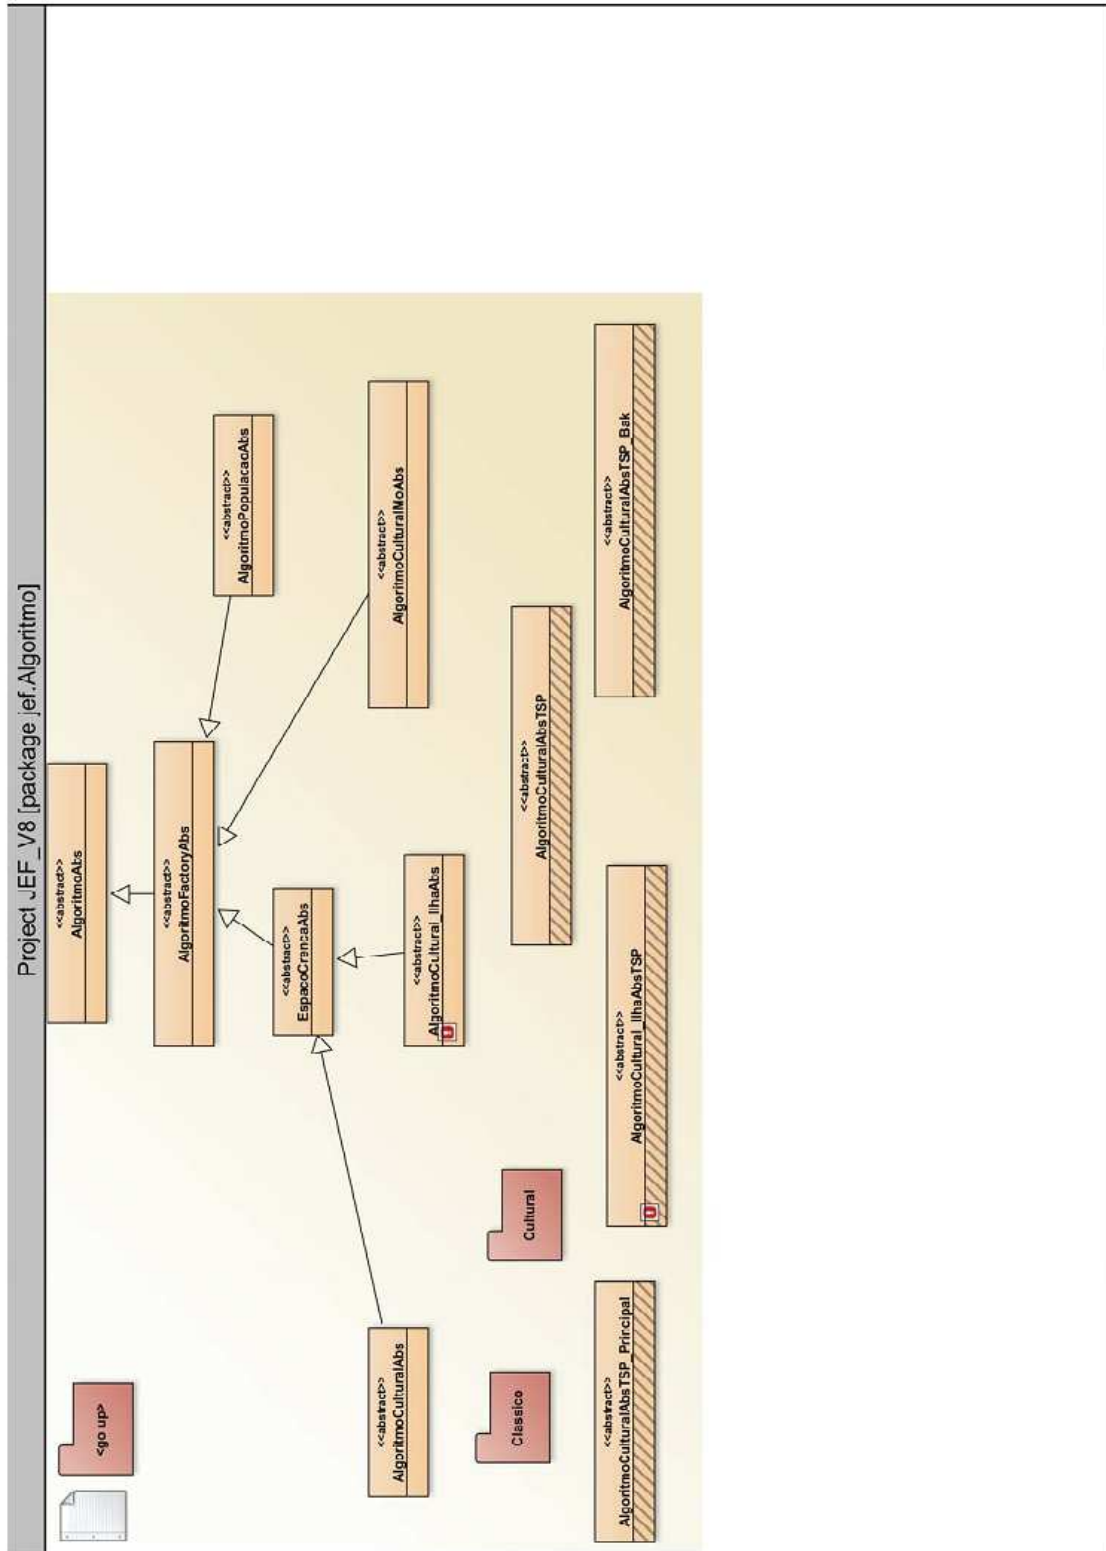 Project JEF_V8 [package jef.Algoritmo]
<go up>
<<abstract>>
AlgoritmoAbs
<<abstract>>
AlgoritmoFactoryAbs
<<abstract>>
AlgoritmoPopulacaoAbs
<<abstract>>
EspacoCrencaAbs
<<abstract>>
AlgoritmoCulturalAbs
<<abstract>>
AlgoritmoCulturalMoAbs
<<abstract>>
AlgoritmoCultural_IlhaAbs
Classico
Cultural
<<abstract>>
AlgoritmoCulturalAbsTSP
<<abstract>>
AlgoritmoCulturalAbsTSP_Principal
<<abstract>>
AlgoritmoCultural_IlhaAbsTSP
<<abstract>>
AlgoritmoCulturalAbsTSP_Bak